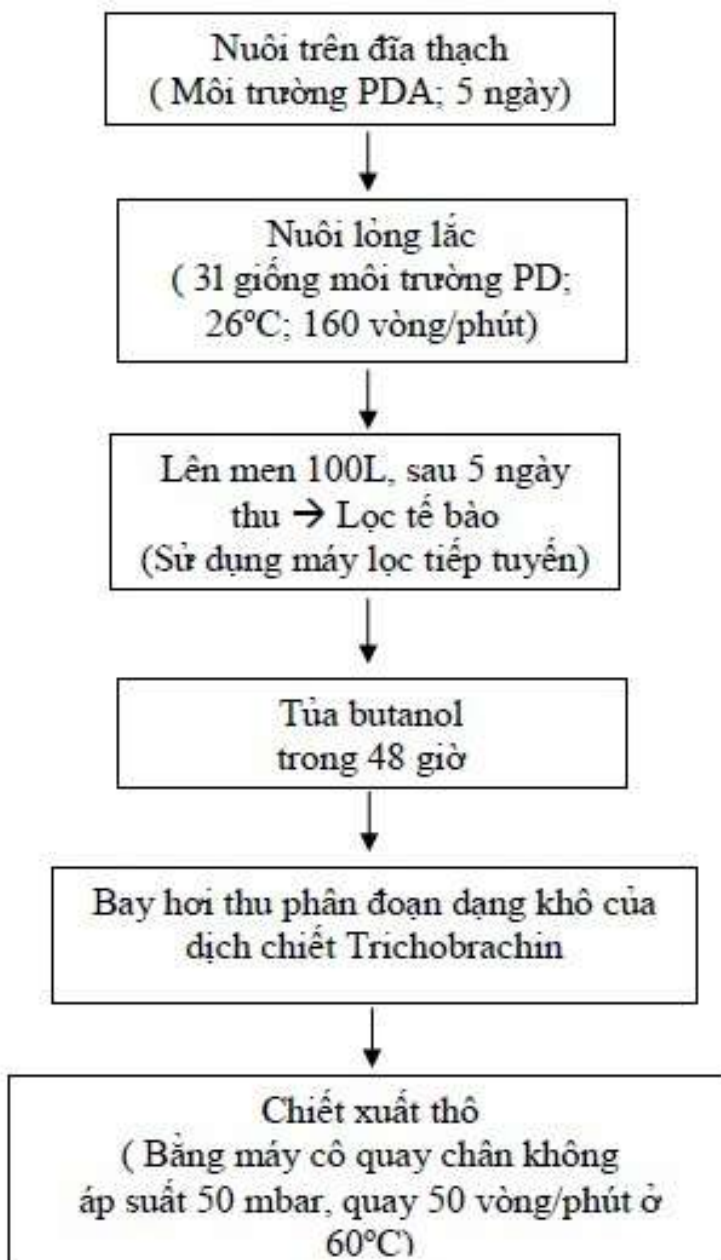 Nuôi trên đĩa thạch
( Môi trường PDA; 5 ngày)
Nuôi lỏng lắc
( 3l giống môi trường PD;
26°C; 160 vòng/phút)
Lên men 100L, sau 5 ngày
thu → Lọc tế bào
(Sử dụng máy lọc tiếp tuyến)
Tủa butanol
trong 48 giờ
Bay hơi thu phân đoạn dạng khô của
dịch chiết Trichobrachin
Chiết xuất thô
( Bằng máy cô quay chân không
áp suất 50 mbar, quay 50 vòng/phút ở
60°C)